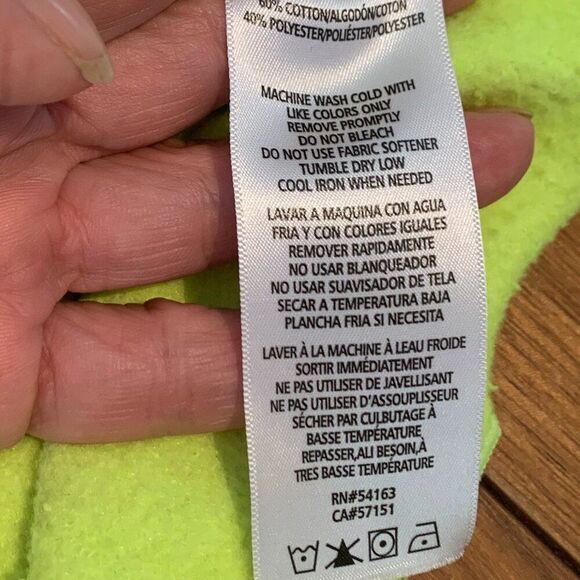 60% COTTON/ALGODÓN/COTON
40% POLYESTER/POLIÉSTER/POLYESTER
MACHINE WASH COLD WITH
LIKE COLORS ONLY
REMOVE PROMPTLY
DO NOT BLEACH
DO NOT USE FABRIC SOFTENER
TUMBLE DRY LOW
COOL IRON WHEN NEEDED
LAVAR A MAQUINA CON AGUA
FRIA Y CON COLORES IGUALES
REMOVER RAPIDAMENTE
NO USAR BLANQUEADOR
NO USAR SUAVISADOR DE TELA
SECAR A TEMPERATURA BAJA
PLANCHA FRIA SI NECESITA
LAVER À LA MACHINE À LEAU FROIDE
SORTIR IMMÉDIATEMENT
NE PAS UTILISER DE JAVELLISANT
NE PAS UTILISER D'ASSOUPLISSEUR
SÉCHER PAR CULBUTAGE À
BASSE TEMPÉRATURE
REPASSER,ALI BESOIN,À
TRES BASSE TEMPÉRATURE
RN#54163
CA#57151